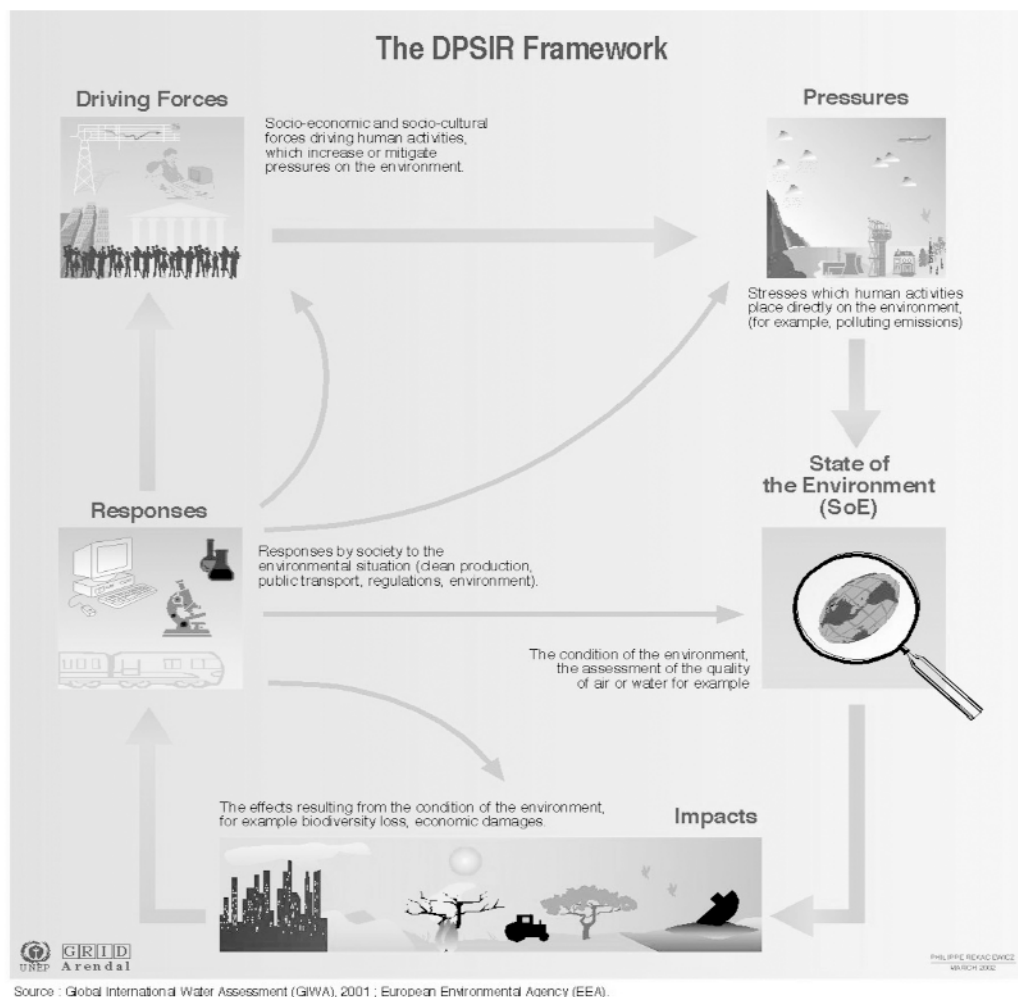 The DPSIR Framework
Driving Forces
Socio-economic and socio-cultural
forces driving human activities,
which increase or mitigate
pressures on the environment.
Pressures
Stresses which human activities
place directly on the environment,
(for example, polluting emissions)
State of
the Environment
(SoE)
Responses
Responses by society to the
environmental situation (clean production,
public transport, regulations, environment).
The condition of the environment,
the assessment of the quality
of air or water for example
The effects resulting from the condition of the environment,
for example biodiversity loss, economic damages.
Impacts
UNEP
GRID
Arendal
PHILIPPE REKACEWICZ
MARCH 2002
Source : Global International Water Assessment (GIWA), 2001 ; European Environmental Agency (EEA).